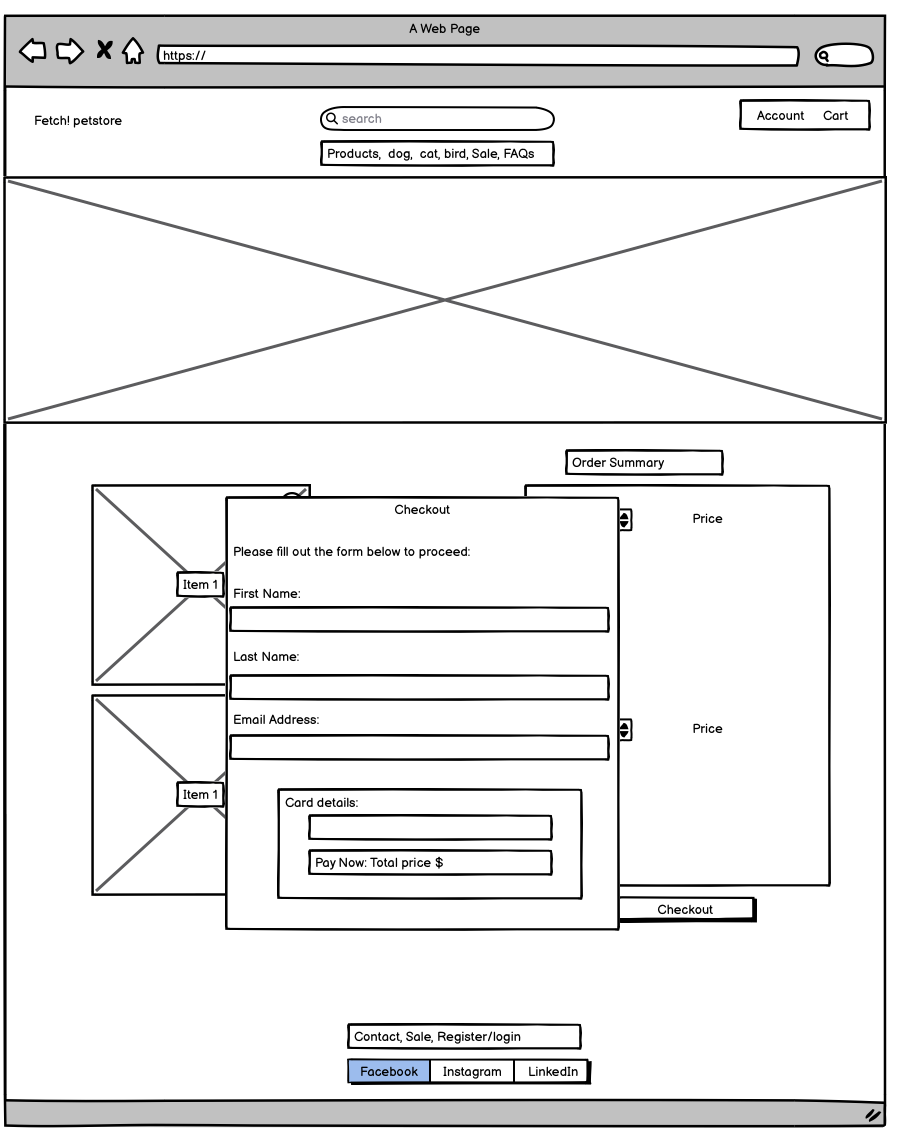 A Web Page
https://
Fetch! petstore
search
Account Cart
Products, dog, cat, bird, Sale, FAQs
Order Summary
Checkout
Price
Please fill out the form below to proceed:
Item 1
First Name:
Last Name:
Email Address:
Price
Item 1
Card details:
Pay Now: Total price $
Checkout
Contact, Sale, Register/login
Facebook Instagram LinkedIn